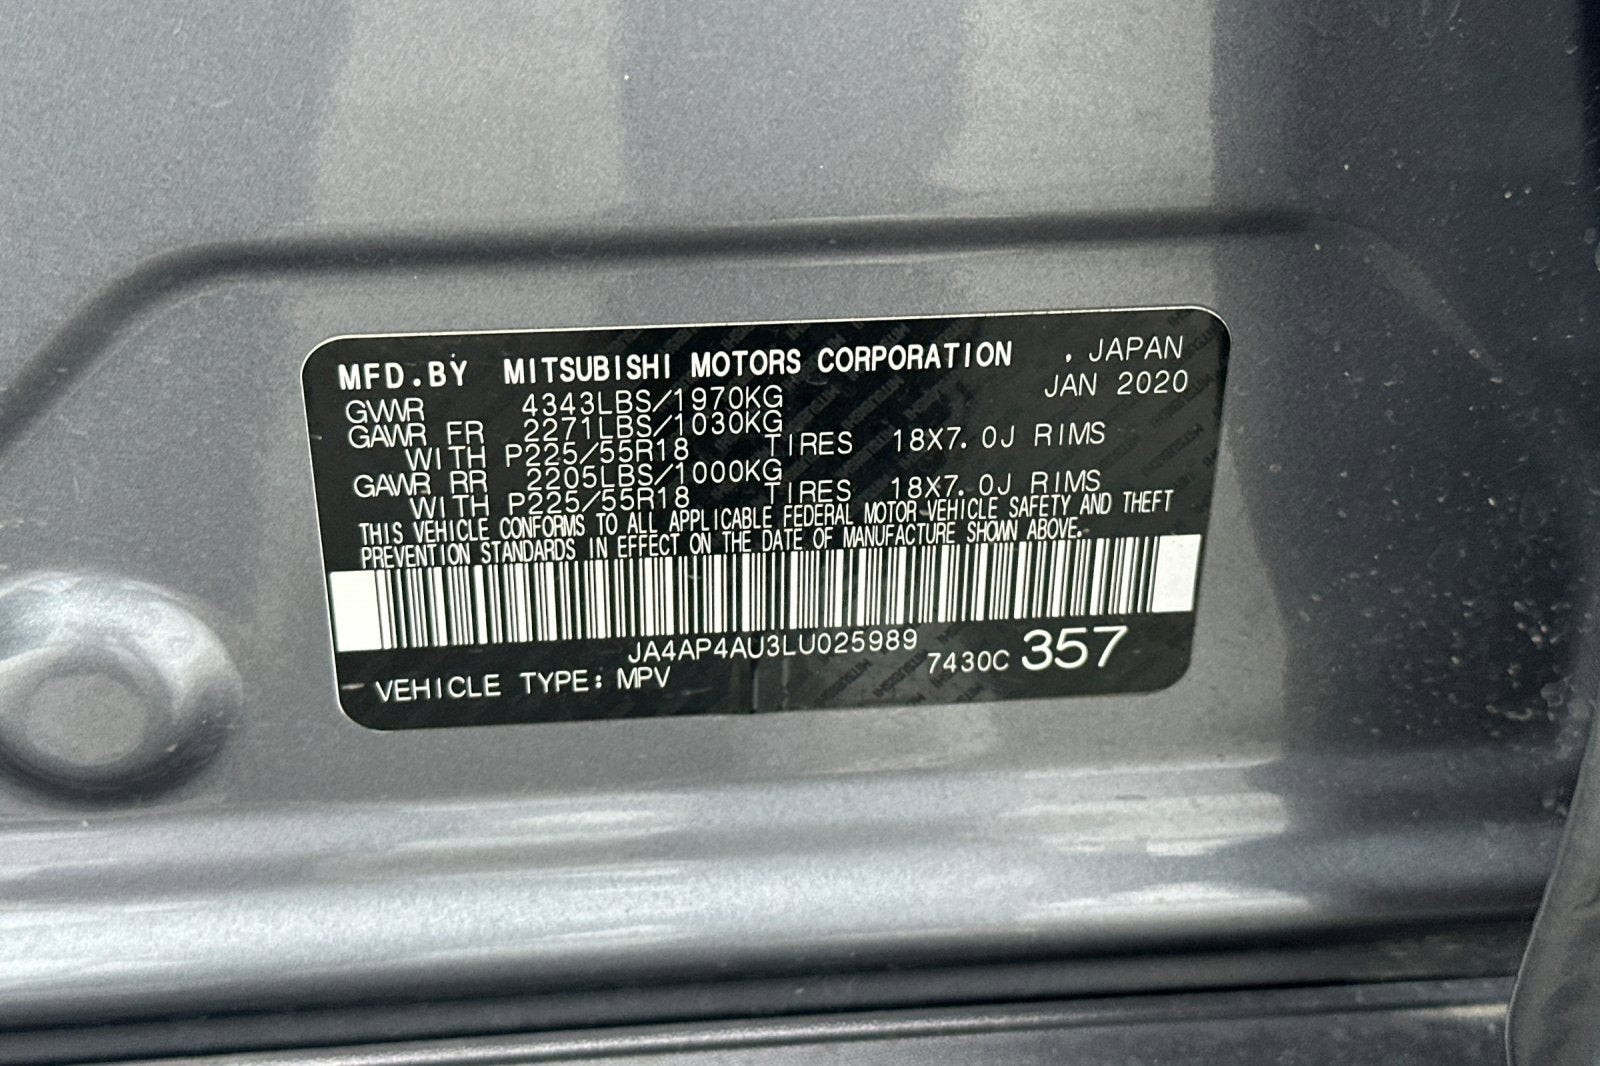 MFD.BY MITSUBISHI MOTORS CORPORATION , JAPAN
JAN 2020
GVWR 4343LBS/1970KG
GAWR FR 2271LBS/1030KG
WITH P225/55R18 TIRES 18X7.0J RIMS
GAWR RR 2205LBS/1000KG
WITH P225/55R18 TIRES 18X7.0J RIMS
THIS VEHICLE CONFORMS TO ALL APPLICABLE FEDERAL MOTOR VEHICLE SAFETY AND THEFT
PREVENTION STANDARDS IN EFFECT ON THE DATE OF MANUFACTURE SHOWN ABOVE.
JA4AP4AU3LU025989
VEHICLE TYPE: MPV 7430C 357